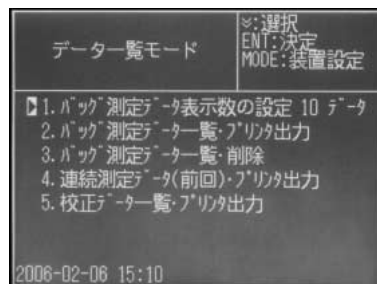 データ一覧モード
※:選択
ENT:決定
MODE:装置設定
1. ﾊﾞｯｸﾞ測定ﾃﾞｰﾀ表示数の設定 10 ﾃﾞｰﾀ
2. ﾊﾞｯｸﾞ測定ﾃﾞｰﾀ一覧･ﾌﾟﾘﾝﾀ出力
3. ﾊﾞｯｸﾞ測定ﾃﾞｰﾀ一覧･削除
4. 連続測定ﾃﾞｰﾀ(前回)･ﾌﾟﾘﾝﾀ出力
5. 校正ﾃﾞｰﾀ一覧･ﾌﾟﾘﾝﾀ出力
2006-02-06 15:10